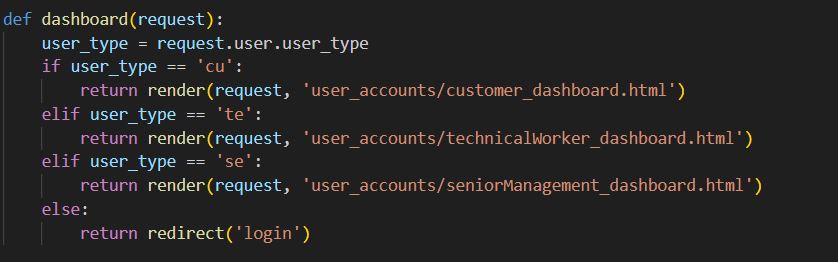 def dashboard(request):
    user_type = request.user.user_type
    if user_type == 'cu':
        return render(request, 'user_accounts/customer_dashboard.html')
    elif user_type == 'te':
        return render(request, 'user_accounts/technicalWorker_dashboard.html')
    elif user_type == 'se':
        return render(request, 'user_accounts/seniorManagement_dashboard.html')
    else:
        return redirect('login')